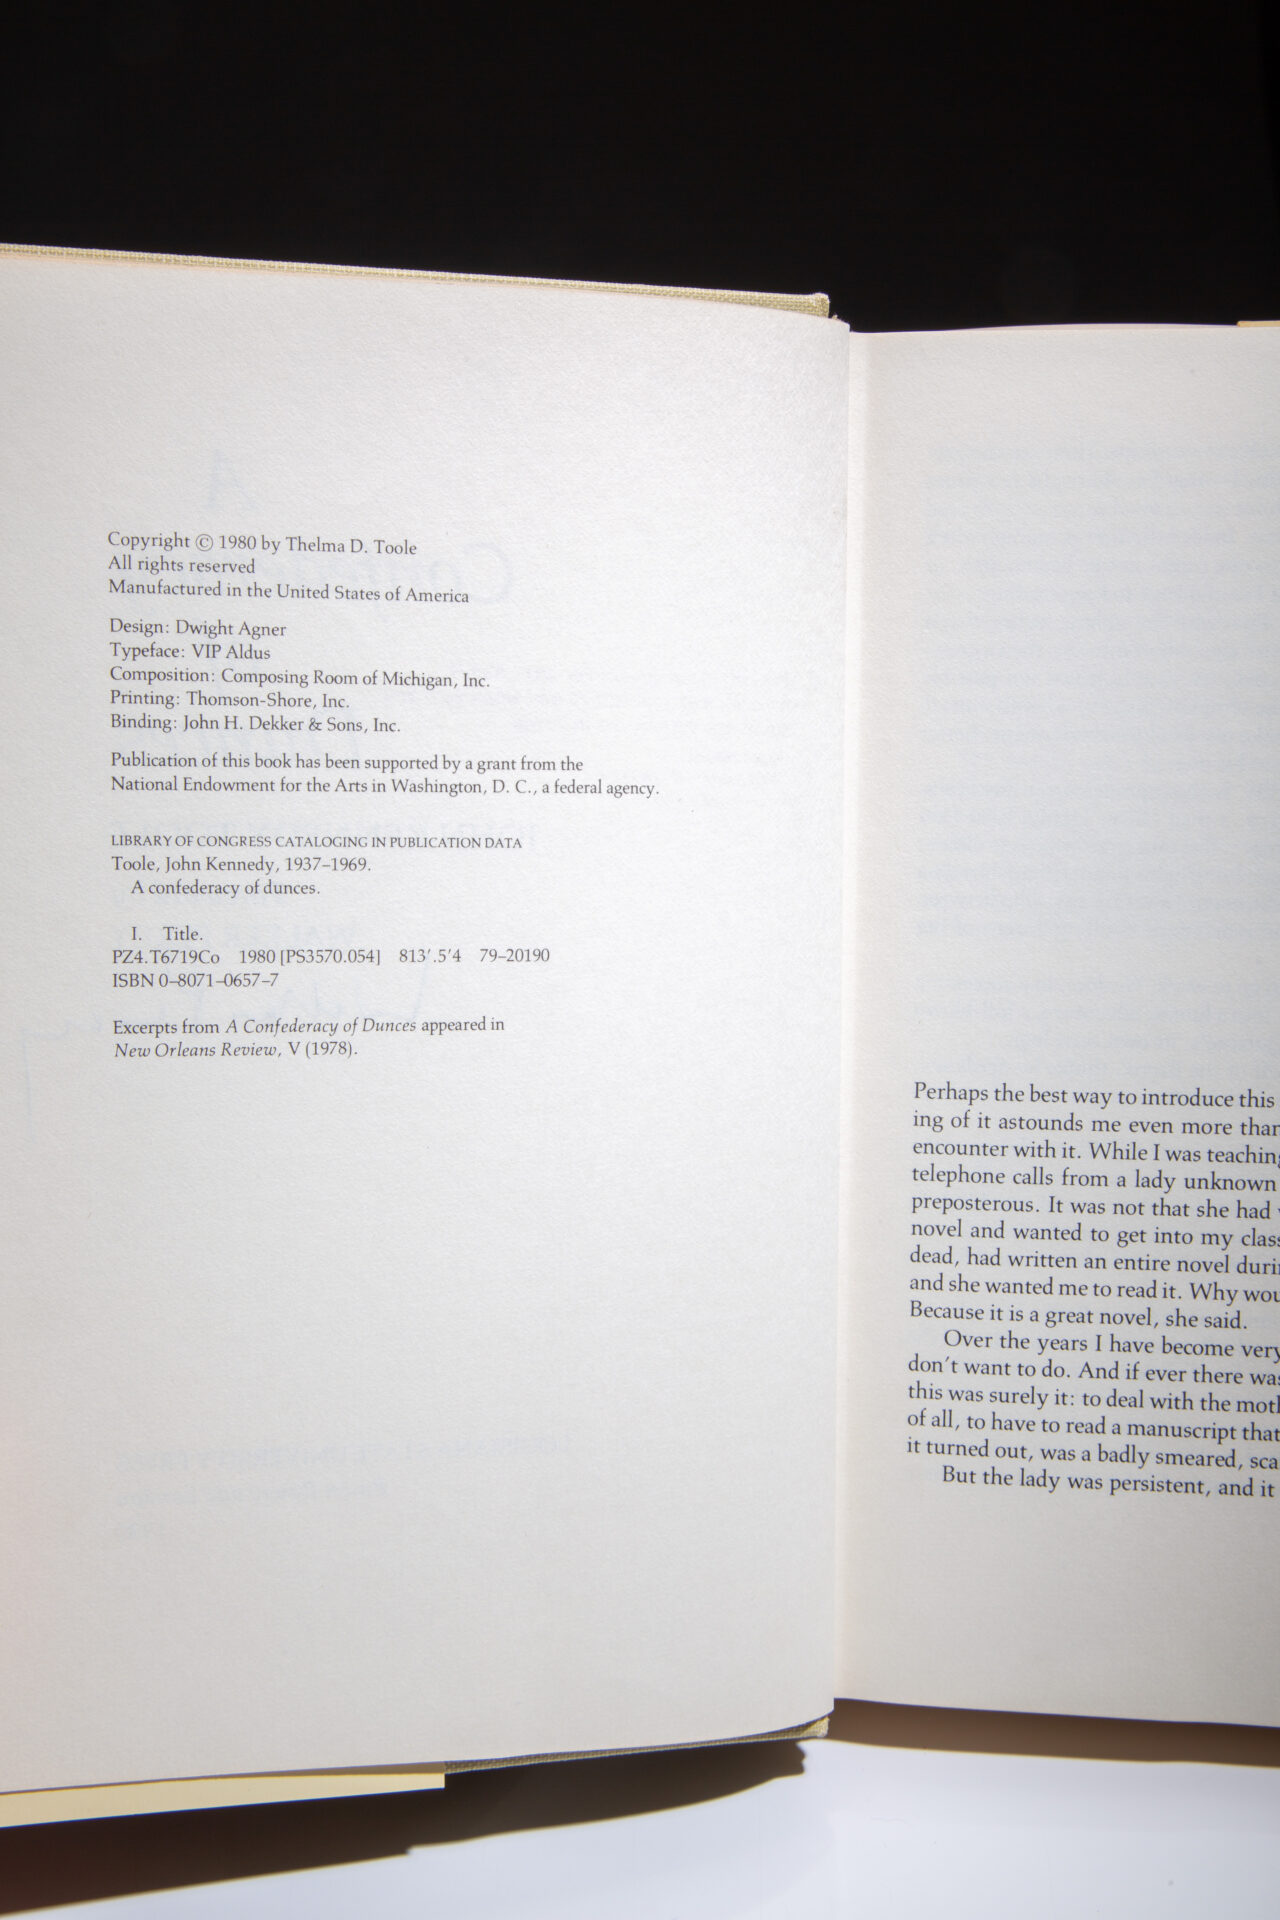 Copyright © 1980 by Thelma D. Toole
All rights reserved
Manufactured in the United States of America
Design: Dwight Agner
Typeface: VIP Aldus
Composition: Composing Room of Michigan, Inc.
Printing: Thomson-Shore, Inc.
Binding: John H. Dekker & Sons, Inc.
Publication of this book has been supported by a grant from the
National Endowment for the Arts in Washington, D. C., a federal agency.
LIBRARY OF CONGRESS CATALOGING IN PUBLICATION DATA
Toole, John Kennedy, 1937–1969.
A confederacy of dunces.
I. Title.
PZ4.T6719Co 1980 [PS3570.054] 813'.5'4 79–20190
ISBN 0–8071–0657–7
Excerpts from A Confederacy of Dunces appeared in
New Orleans Review, V (1978).
Perhaps the best way to introduce this
ing of it astounds me even more than
encounter with it. While I was teaching
telephone calls from a lady unknown
preposterous. It was not that she had
novel and wanted to get into my class
dead, had written an entire novel duri
and she wanted me to read it. Why wou
Because it is a great novel, she said.
Over the years I have become very
don't want to do. And if ever there was
this was surely it: to deal with the moth
of all, to have to read a manuscript that
it turned out, was a badly smeared, sca
But the lady was persistent, and it